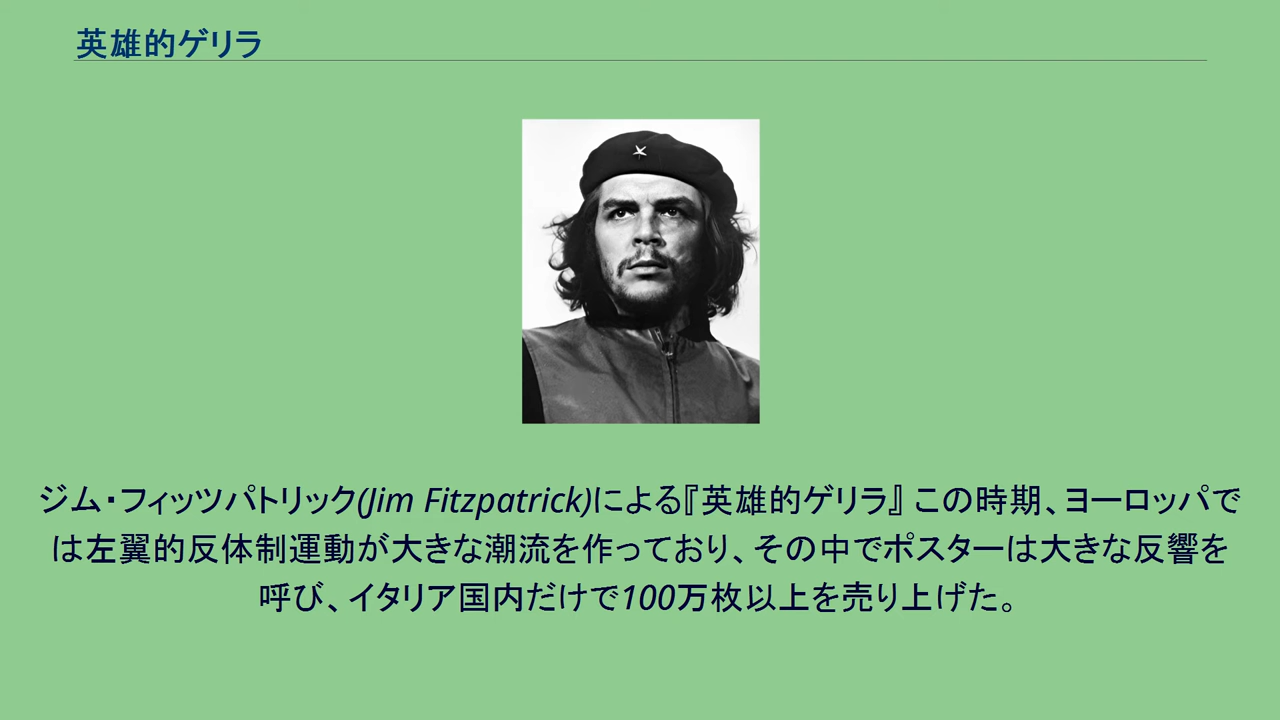 英雄的ゲリラ
ジム・フィッツパトリック(Jim Fitzpatrick)による『英雄的ゲリラ』この時期、ヨーロッパで
は左翼的反体制運動が大きな潮流を作っており、その中でポスターは大きな反響を
呼び、イタリア国内だけで100万枚以上を売り上げた。